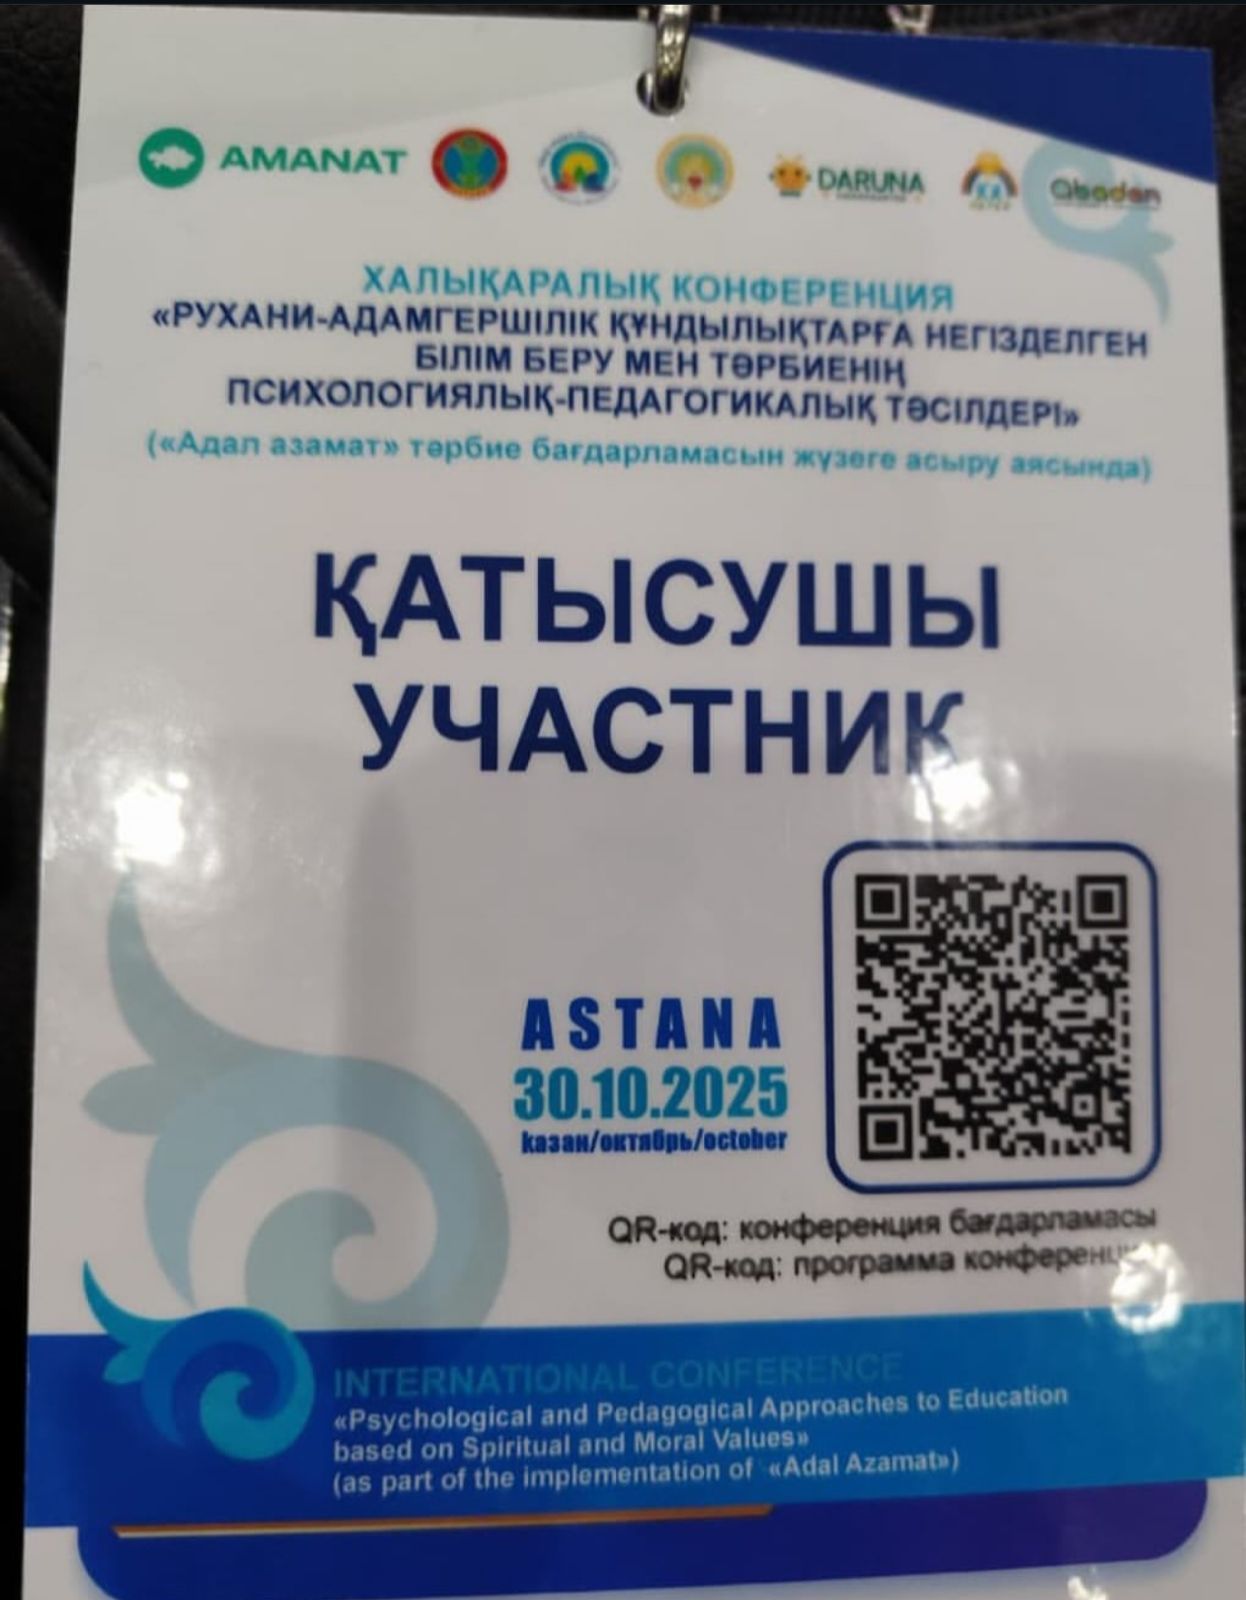 AMANAT
DARUNA
Qbadan
ХАЛЫҚАРАЛЫҚ КОНФЕРЕНЦИЯ
«РУХАНИ-АДАМГЕРШІЛІК ҚҰНДЫЛЫҚТАРҒА НЕГІЗДЕЛГЕН
БІЛІМ БЕРУ МЕН ТӘРБИЕНІҢ
ПСИХОЛОГИЯЛЫҚ-ПЕДАГОГИКАЛЫҚ ТӘСІЛДЕРІ»
(«Адал азамат» тәрбие бағдарламасын жүзеге асыру аясында)
ҚАТЫСУШЫ
УЧАСТНИК
ASTANA
30.10.2025
казан/октябрь/october
QR-код: конференция бағдарламасы
QR-код: программа
INTERNATIONAL CONFERENCE
«Psychological and Pedagogical Approaches to Education
based on Spiritual and Moral Values»
(as part of the implementation of «Adal Azamat»)